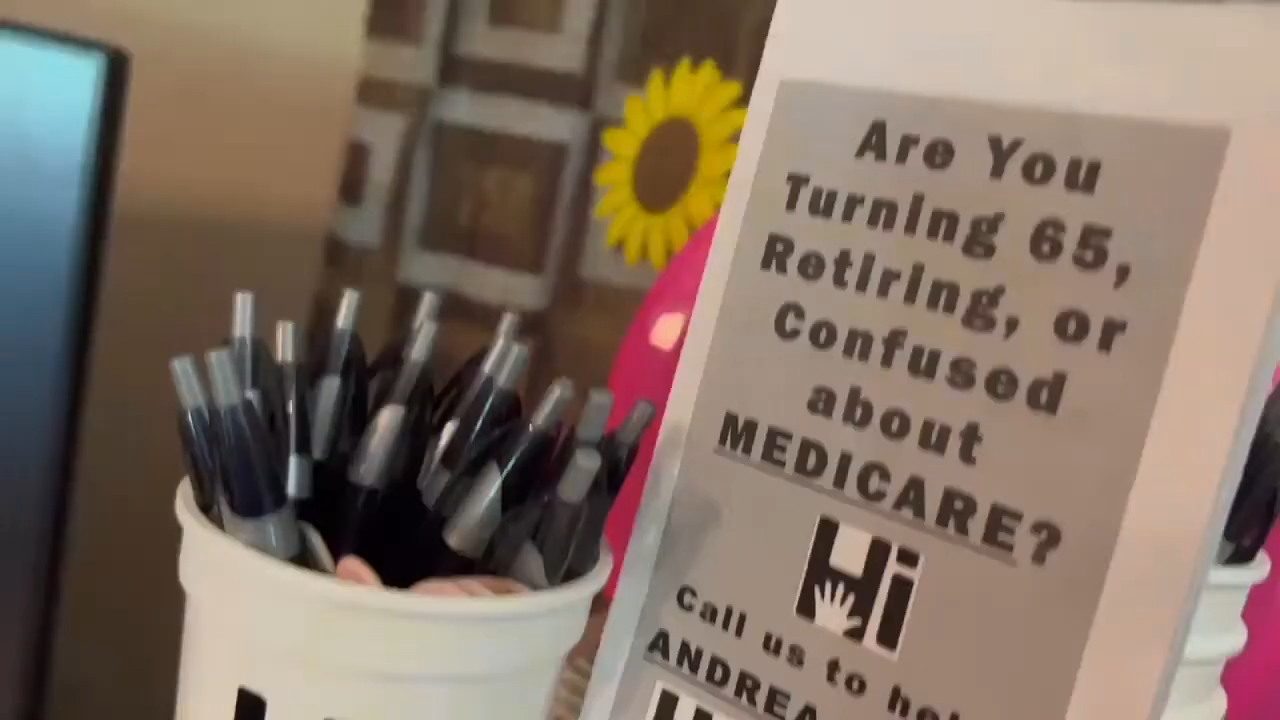 Are You
Turning 65,
Retiring, or
Confused
about
MEDICARE?
Hi
Call us to
ANDREA